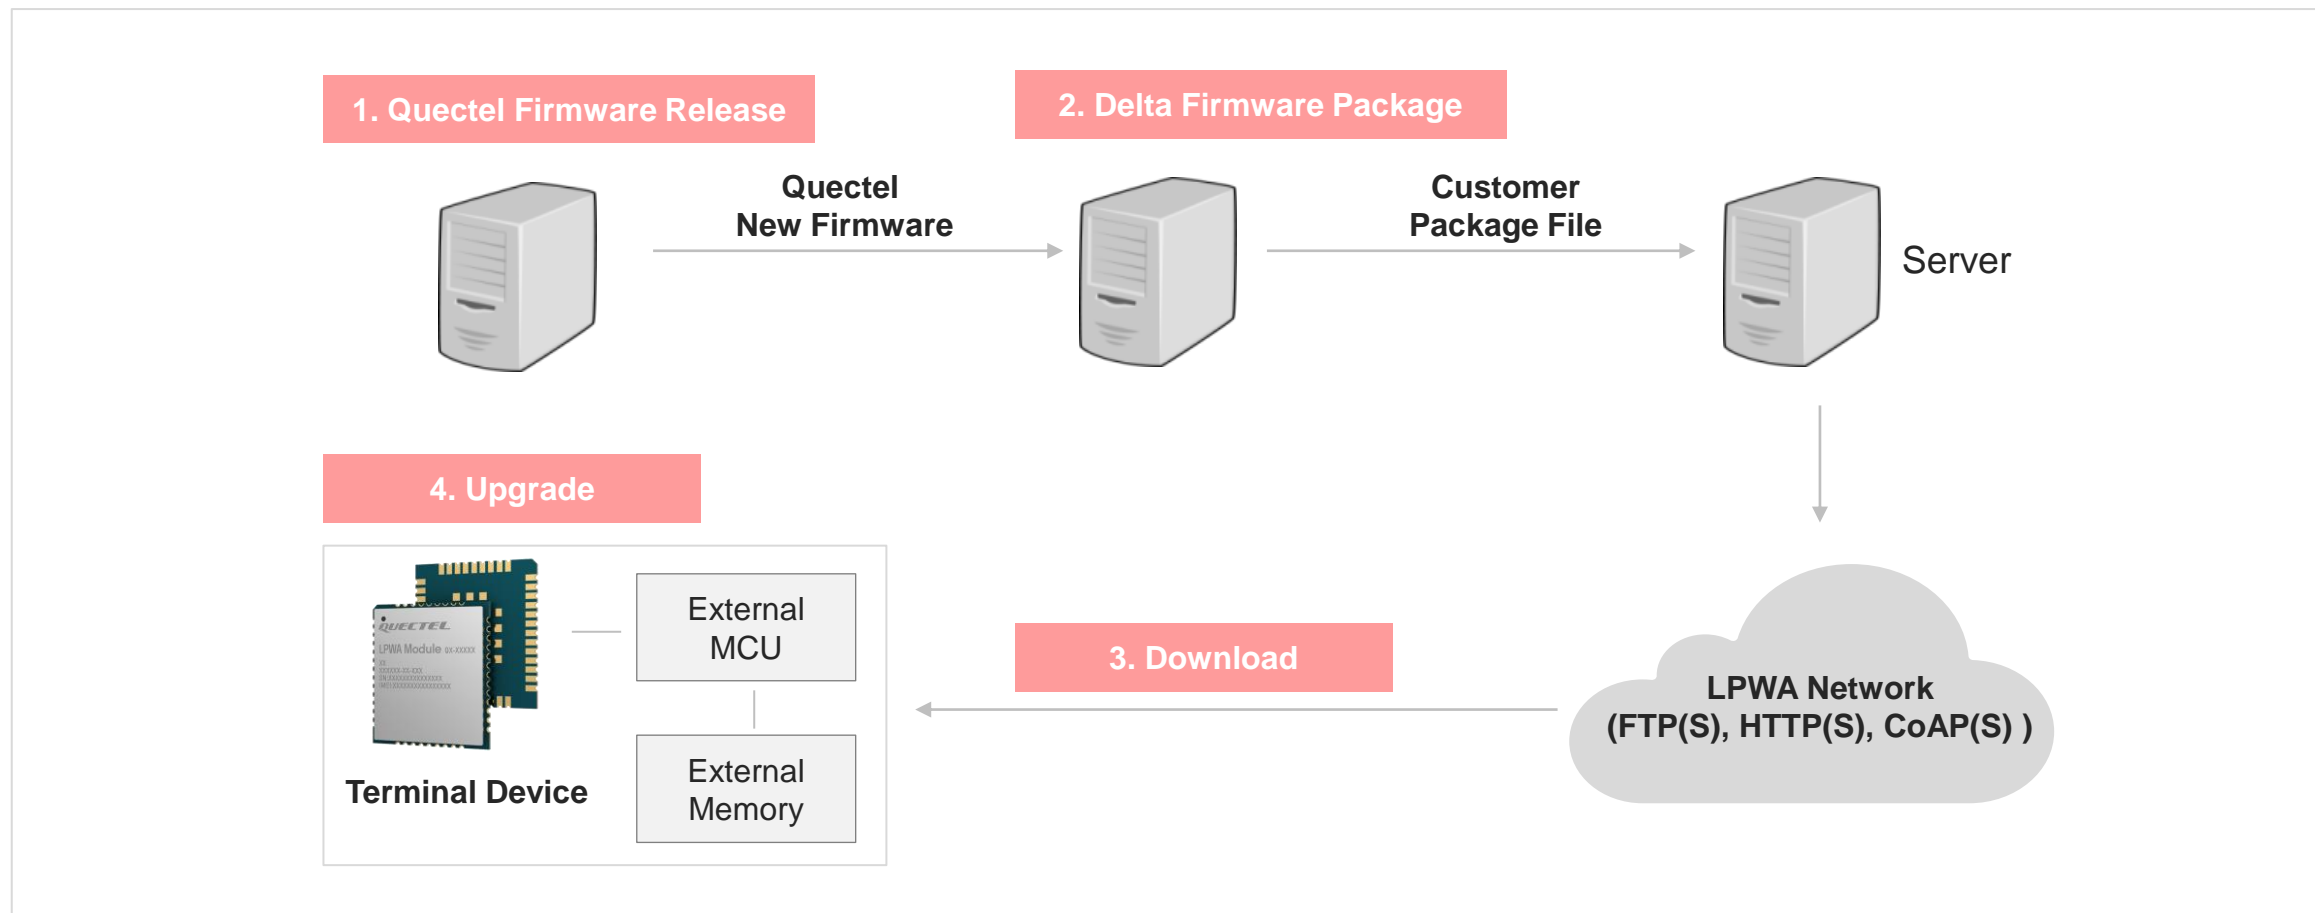 1. Quectel Firmware Release
2. Delta Firmware Package
Quectel
New Firmware
Customer
Package File
Server
4. Upgrade
QUECTEL
LPWA Module
External
MCU
3. Download
LPWA Network
(FTP(S), HTTP(S), CoAP(S) )
External
Memory
Terminal Device